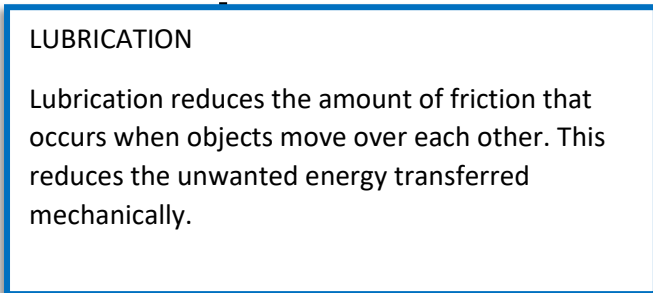 LUBRICATION
Lubrication reduces the amount of friction that
occurs when objects move over each other. This
reduces the unwanted energy transferred
mechanically.